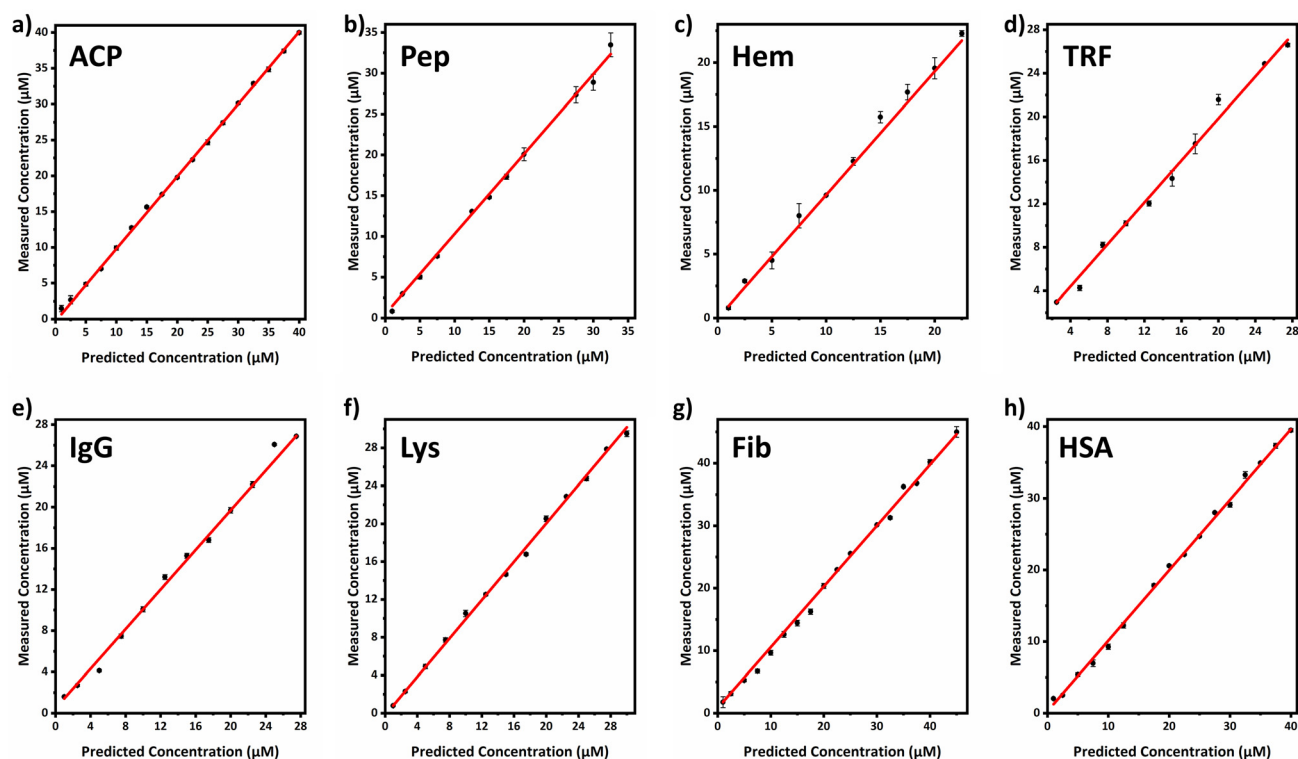 a)
ACP
Measured Concentration (µM)
40
35
30
25
20
15
10
5
0
0 5 10 15 20 25 30 35 40
Predicted Concentration (µM)
b)
Pep
Measured Concentration (µM)
35
30
25
20
15
10
5
0
0 5 10 15 20 25 30 35
Predicted Concentration (µM)
c)
Hem
Measured Concentration (µM)
20
15
10
5
0
0 5 10 15 20
Predicted Concentration (µM)
d)
TRF
Measured Concentration (µM)
28
24
20
16
12
8
4
4 8 12 16 20 24 28
Predicted Concentration (µM)
e)
IgG
Measured Concentration (µM)
28
24
20
16
12
8
4
0
0 4 8 12 16 20 24 28
Predicted Concentration (µM)
f)
Lys
Measured Concentration (µM)
28
24
20
16
12
8
4
0
0 4 8 12 16 20 24 28
Predicted Concentration (µM)
g)
Fib
Measured Concentration (µM)
40
30
20
10
0
0 10 20 30 40
Predicted Concentration (µM)
h)
HSA
Measured Concentration (µM)
40
30
20
10
0
0 10 20 30 40
Predicted Concentration (µM)